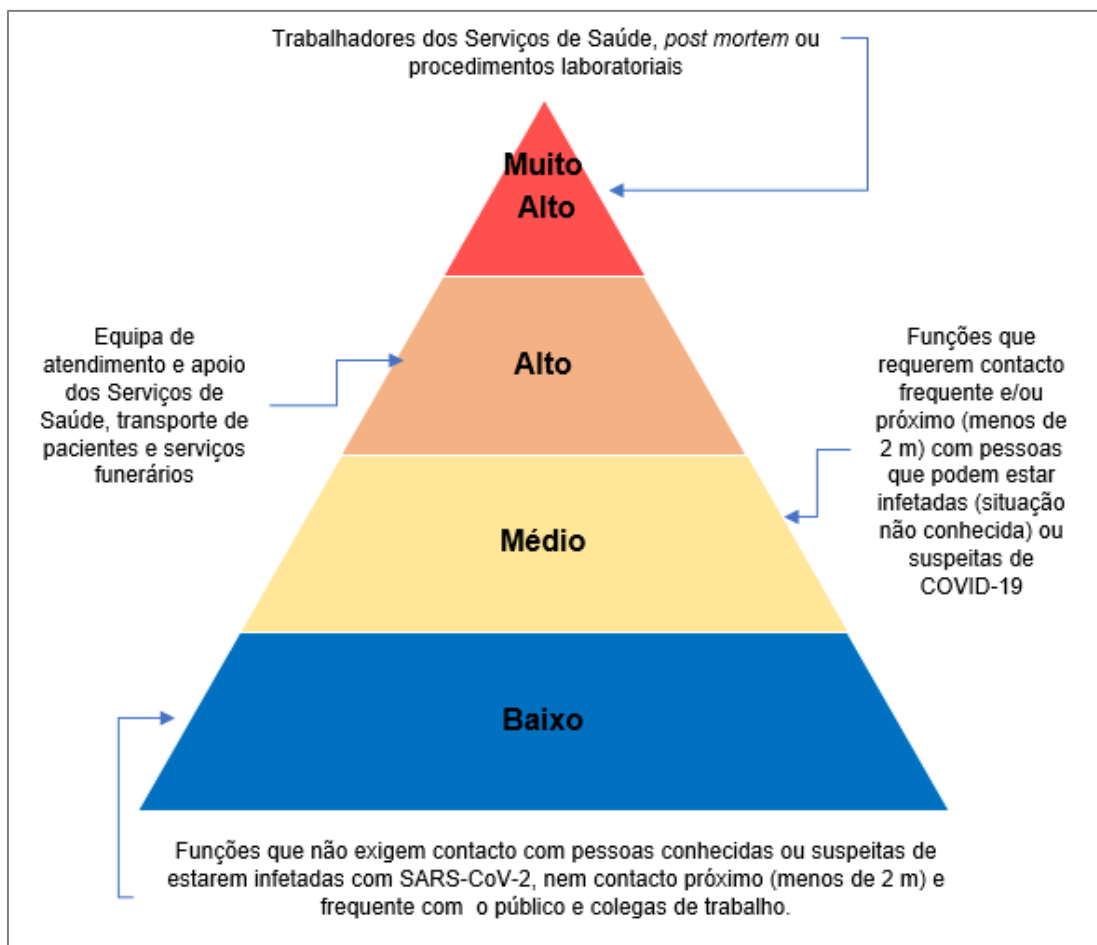 Trabalhadores dos Serviços de Saúde, post mortem ou
procedimentos laboratoriais
Muito
Alto
Equipa de
atendimento e apoio
dos Serviços de
Saúde, transporte de
pacientes e serviços
funerários
Alto
Funções que
requerem contacto
frequente e/ou
próximo (menos de
2 m) com pessoas
que podem estar
infetadas (situação
não conhecida) ou
suspeitas de
COVID-19
Médio
Baixo
Funções que não exigem contacto com pessoas conhecidas ou suspeitas de
estarem infetadas com SARS-CoV-2, nem contacto próximo (menos de 2 m) e
frequente com o público e colegas de trabalho.